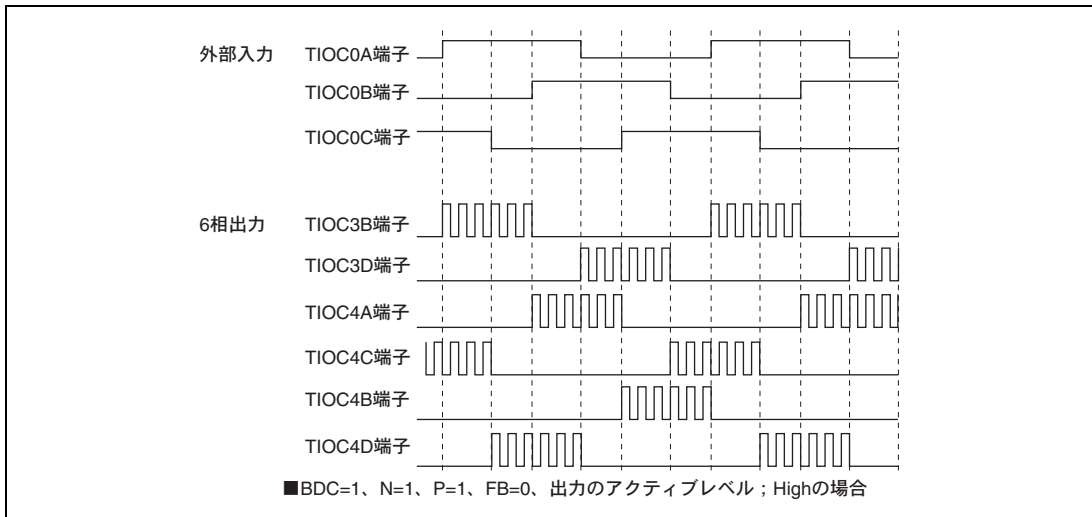 外部入力 TIOC0A端子
TIOC0B端子
TIOC0C端子
6相出力 TIOC3B端子
TIOC3D端子
TIOC4A端子
TIOC4C端子
TIOC4B端子
TIOC4D端子
■BDC=1、N=1、P=1、FB=0、出力のアクティブレベル；Highの場合